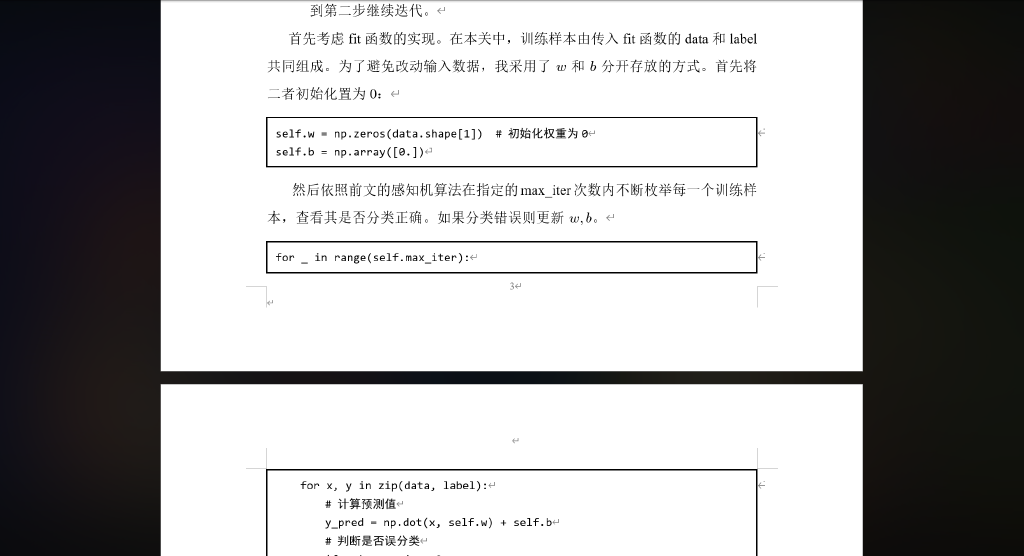 到第二步继续迭代。
首先考虑 fit 函数的实现。在本关中，训练样本由传入 fit 函数的 data 和 label
共同组成。为了避免改动输入数据，我采用了 w 和 b 分开存放的方式。首先将
二者初始化置为 0：
self.w = np.zeros(data.shape[1])  # 初始化权重为 0
self.b = np.array([0.])
然后依照前文的感知机算法在指定的 max_iter 次数内不断枚举每一个训练样
本，查看其是否分类正确。如果分类错误则更新 w, b。
for _ in range(self.max_iter):
3
for x, y in zip(data, label):
# 计算预测值
y_pred = np.dot(x, self.w) + self.b
# 判断是否误分类